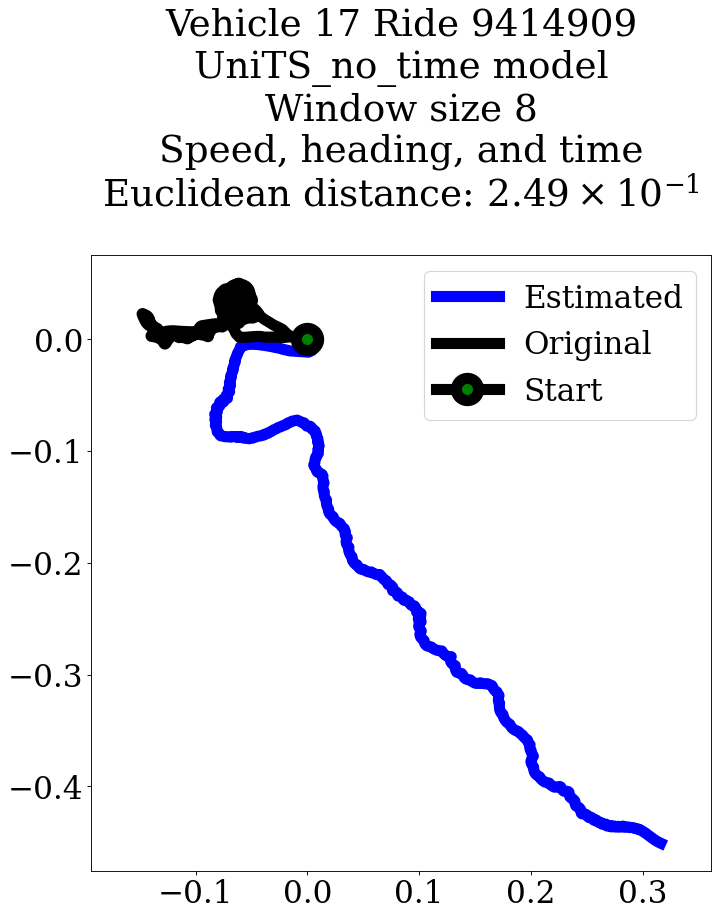 Vehicle 17 Ride 9414909
UniTS_no_time model
Window size 8
Speed, heading, and time
Euclidean distance: 2.49 × 10⁻¹
Estimated
Original
Start
0.0
−0.1
−0.2
−0.3
−0.4
−0.1 0.0 0.1 0.2 0.3